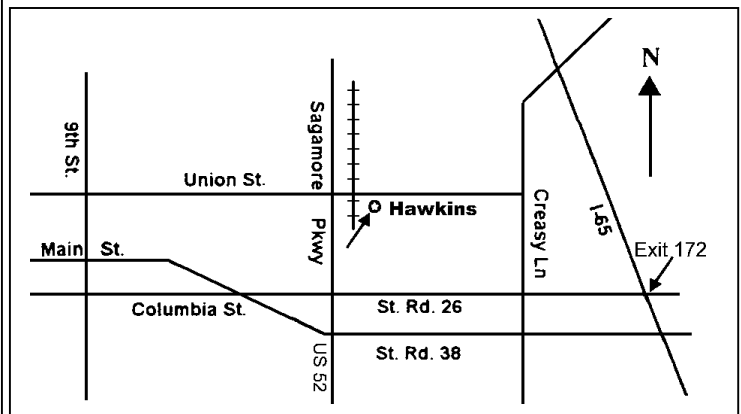 N
9th St.
Sagamore
Pkwy
Union St.
Hawkins
Creasy Ln
I-65
Main St.
Exit 172
Columbia St.
St. Rd. 26
US 52
St. Rd. 38